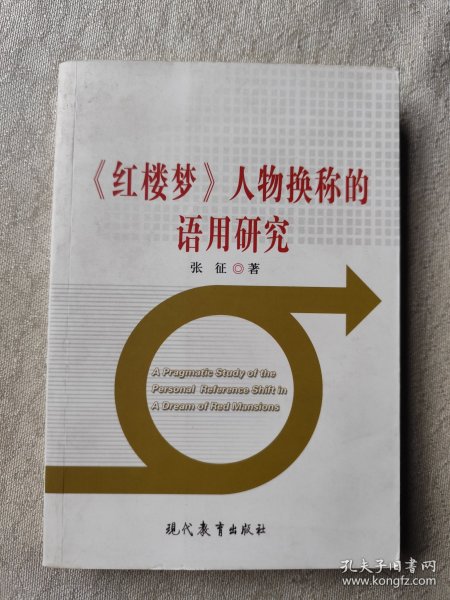 《红楼梦》人物换称的
语用研究
张 征 ◎ 著
A Pragmatic Study of the
Personal Reference Shift in
A Dream of Red Mansions
现代教育出版社
孔夫子旧书网
www.kongfz.com